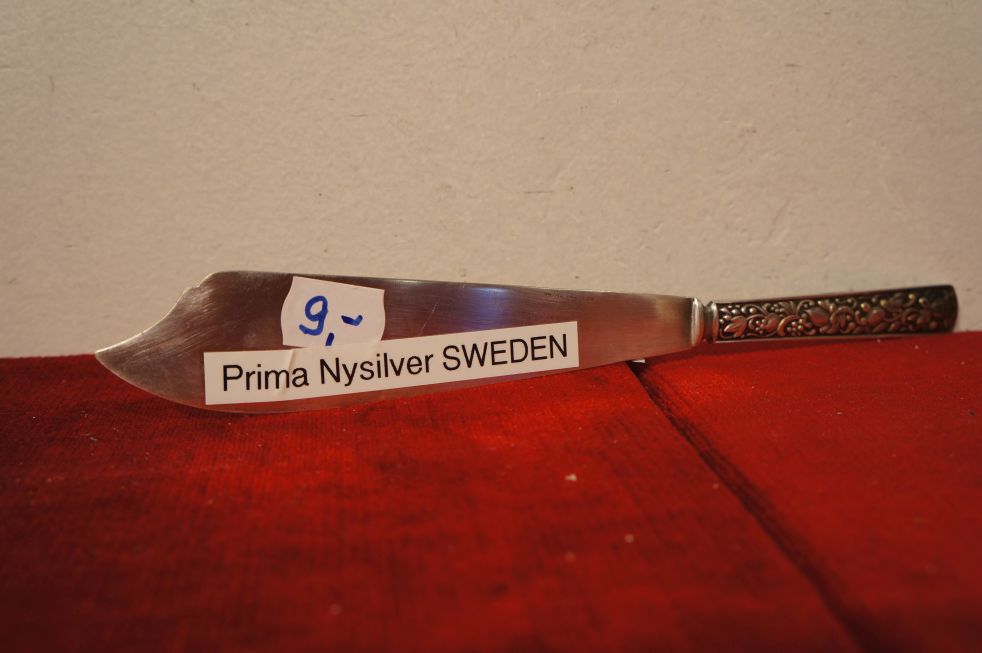 9,-
Prima Nysilver SWEDEN